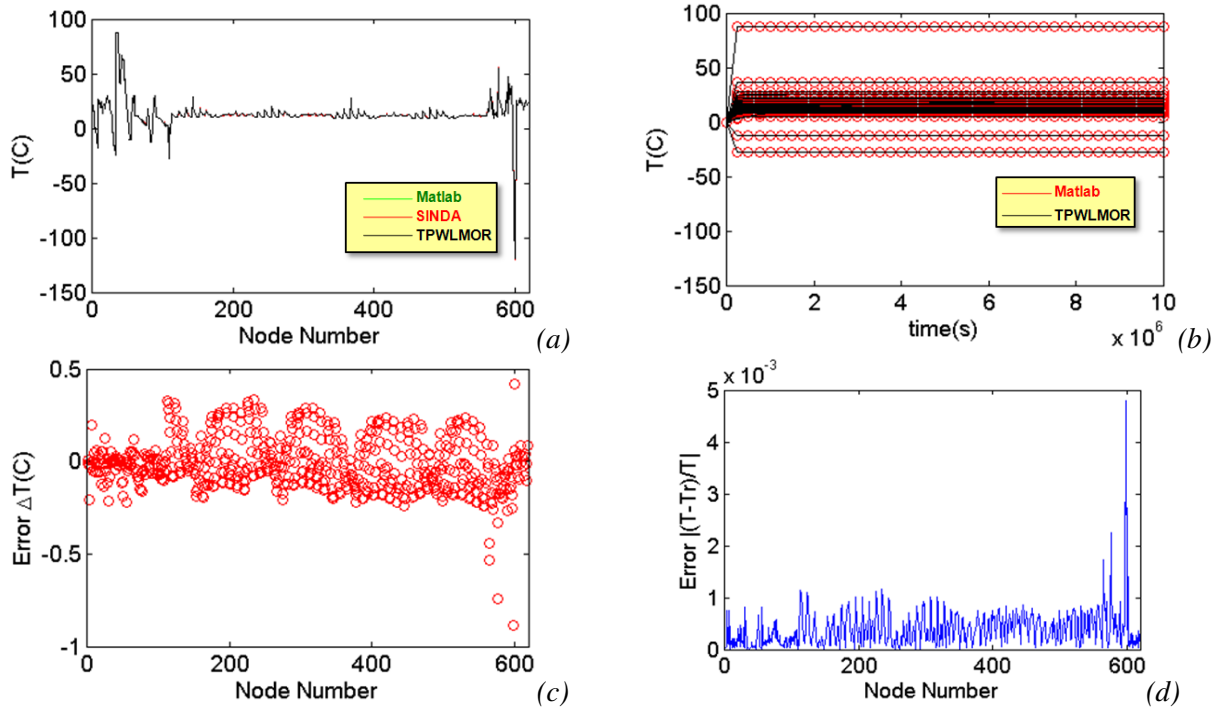 100
50
0
-50
-100
-150
T(C)
Matlab
SINDA
TPWLMOR
0
200
400
600
Node Number
(a)
100
50
0
-50
-100
-150
T(C)
Matlab
TPWLMOR
0
2
4
6
8
10
time(s)
x 10^6
(b)
0.5
0
-0.5
-1
Error ΔT(C)
0
200
400
600
Node Number
(c)
x 10^-3
5
4
3
2
1
0
Error |(T-Tr)/T|
0
200
400
600
Node Number
(d)